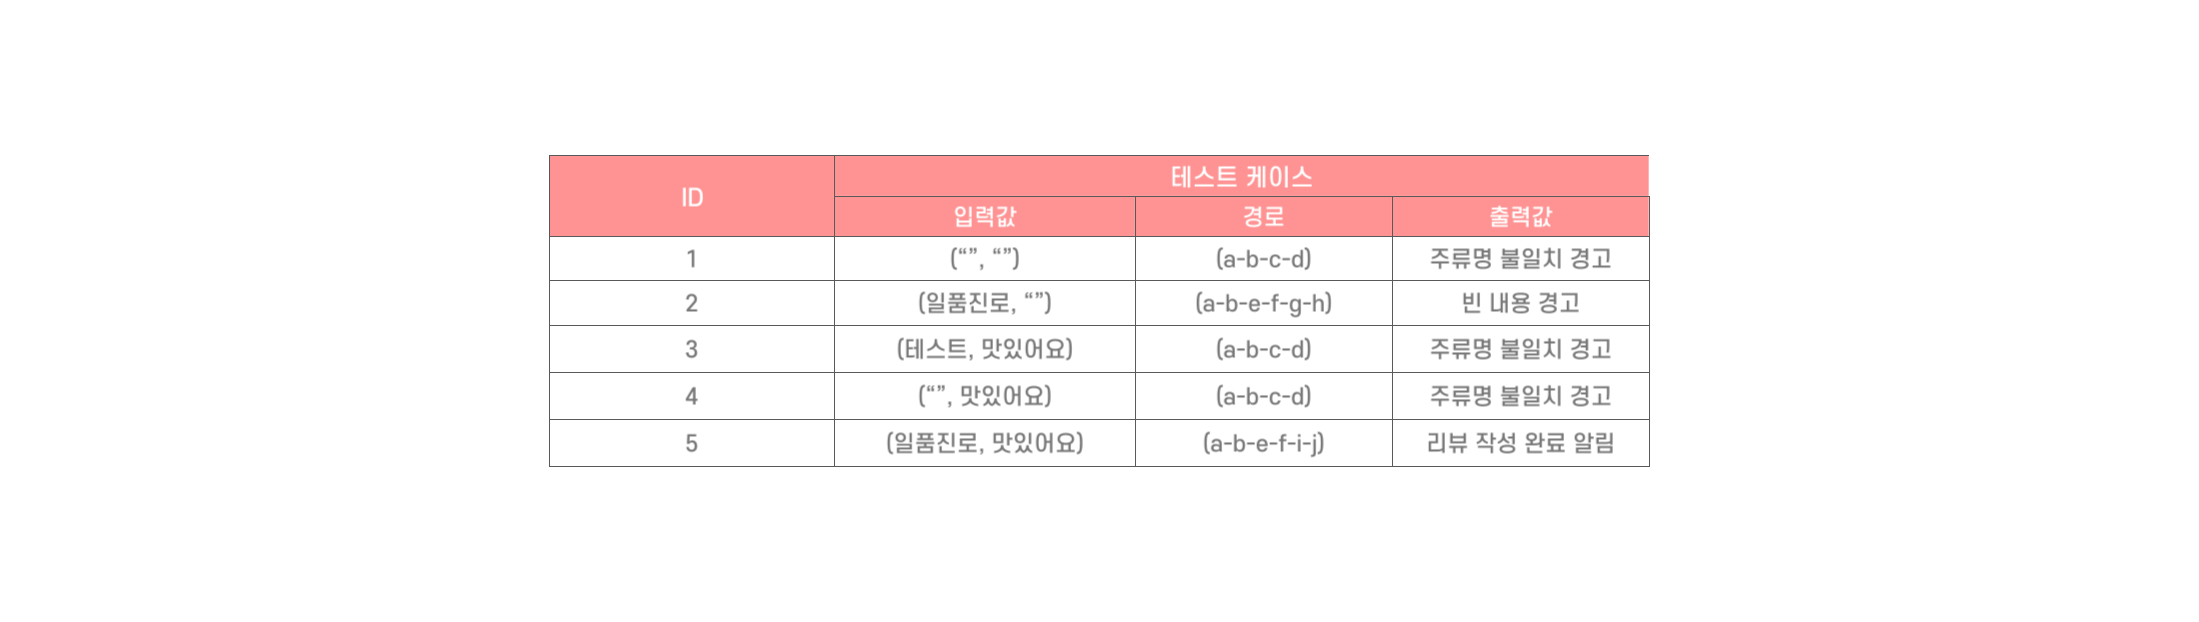 ID 테스트 케이스
입력값 경로 출력값
1 (“”, “”) (a-b-c-d) 주류명 불일치 경고
2 (일품진로, “”) (a-b-e-f-g-h) 빈 내용 경고
3 (테스트, 맛있어요) (a-b-c-d) 주류명 불일치 경고
4 (“”, 맛있어요) (a-b-c-d) 주류명 불일치 경고
5 (일품진로, 맛있어요) (a-b-e-f-i-j) 리뷰 작성 완료 알림